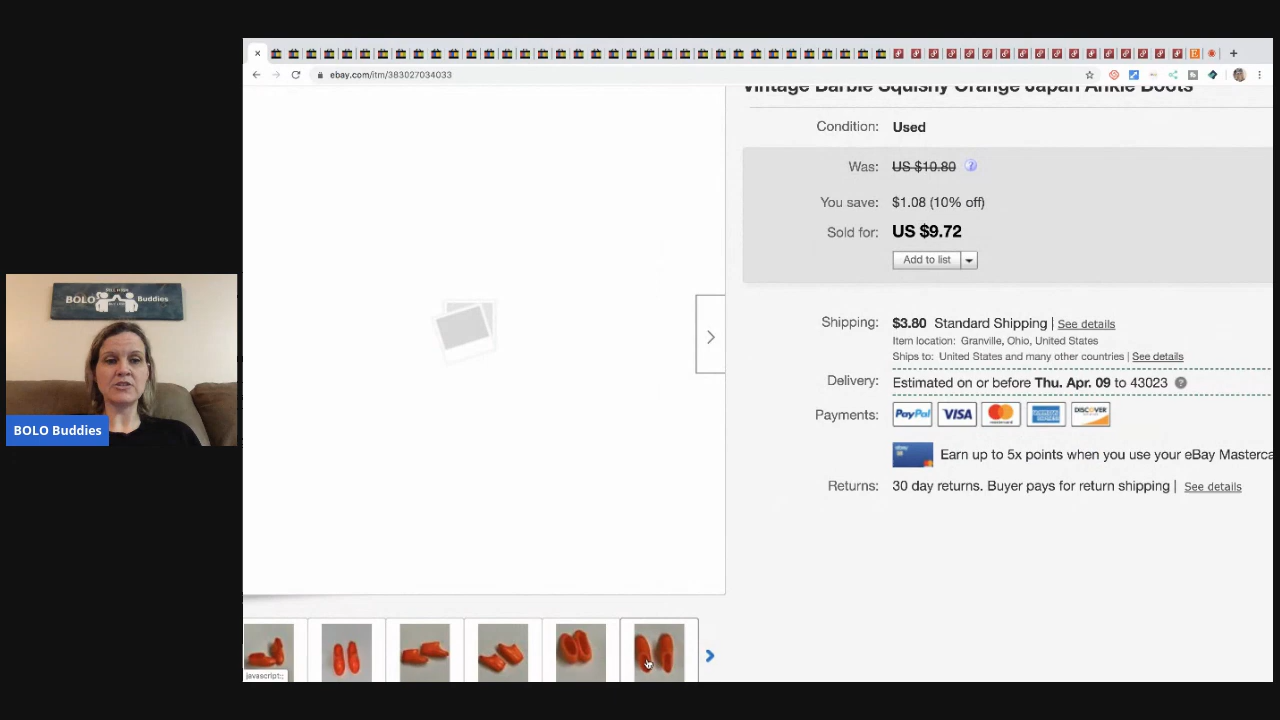 ebay.com/itm/383027034033
Vintage Barbie Squishy Orange Japan Ankle Boots
Condition: Used
Was: US $10.80
You save: $1.08 (10% off)
Sold for: US $9.72
Add to list
Shipping: $3.80 Standard Shipping | See details
Item location: Granville, Ohio, United States
Ships to: United States and many other countries | See details
Delivery: Estimated on or before Thu. Apr. 09 to 43023
Payments: PayPal VISA mastercard DISCOVER
Earn up to 5x points when you use your eBay Masterca
Returns: 30 day returns. Buyer pays for return shipping | See details
BOLO Buddies
BOLO Buddies
javascript:;